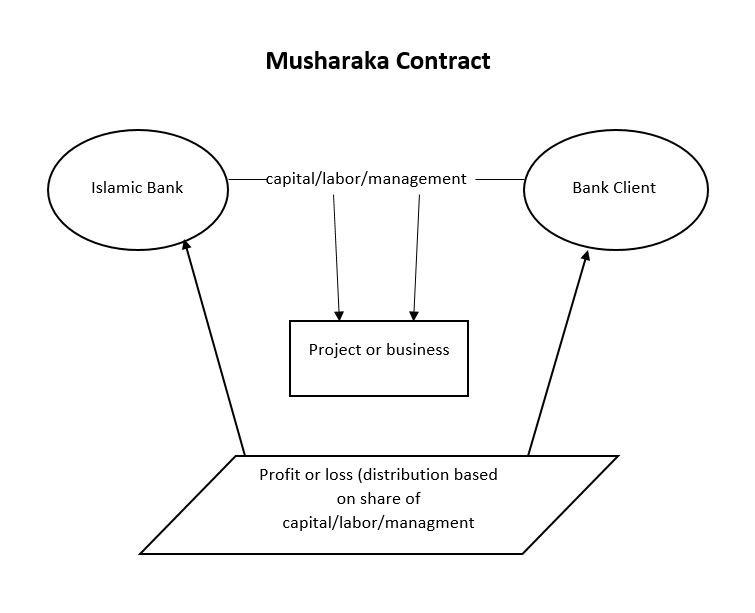 Musharaka Contract
Islamic Bank
capital/labor/management
Bank Client
Project or business
Profit or loss (distribution based
on share of
capital/labor/managment